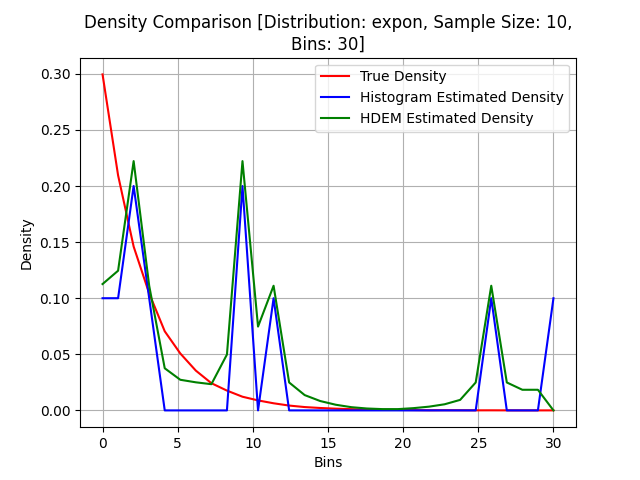 Density Comparison [Distribution: expon, Sample Size: 10,
Bins: 30]
True Density
Histogram Estimated Density
HDEM Estimated Density
Density
0.30
0.25
0.20
0.15
0.10
0.05
0.00
0 5 10 15 20 25 30
Bins